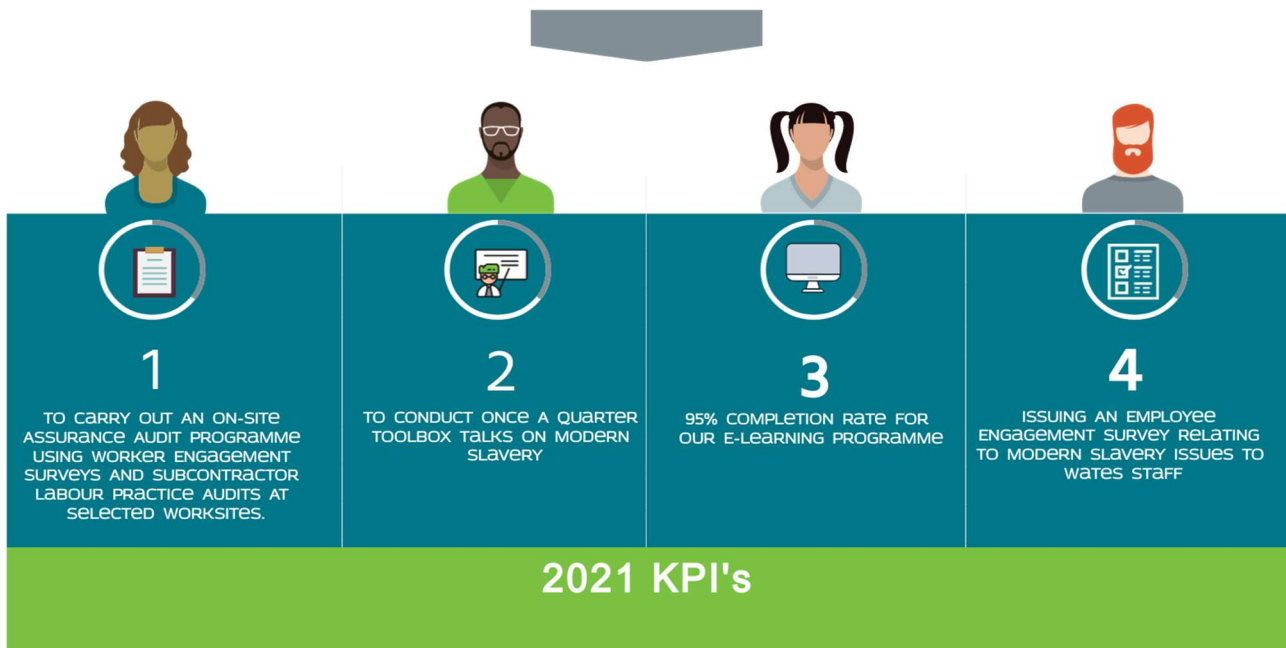 1
TO CARRY OUT AN ON-SITE
ASSURANCE AUDIT PROGRAMME
USING WORKER ENGAGEMENT
SURVEYS AND SUBCONTRACTOR
LABOUR PRACTICE AUDITS AT
SELECTED WORKSITES.
2
TO CONDUCT ONCE A QUARTER
TOOLBOX TALKS ON MODERN
SLAVERY
3
95% COMPLETION RATE FOR
OUR E-LEARNING PROGRAMME
4
ISSUING AN EMPLOYEE
ENGAGEMENT SURVEY RELATING
TO MODERN SLAVERY ISSUES TO
WATES STAFF
2021 KPI's